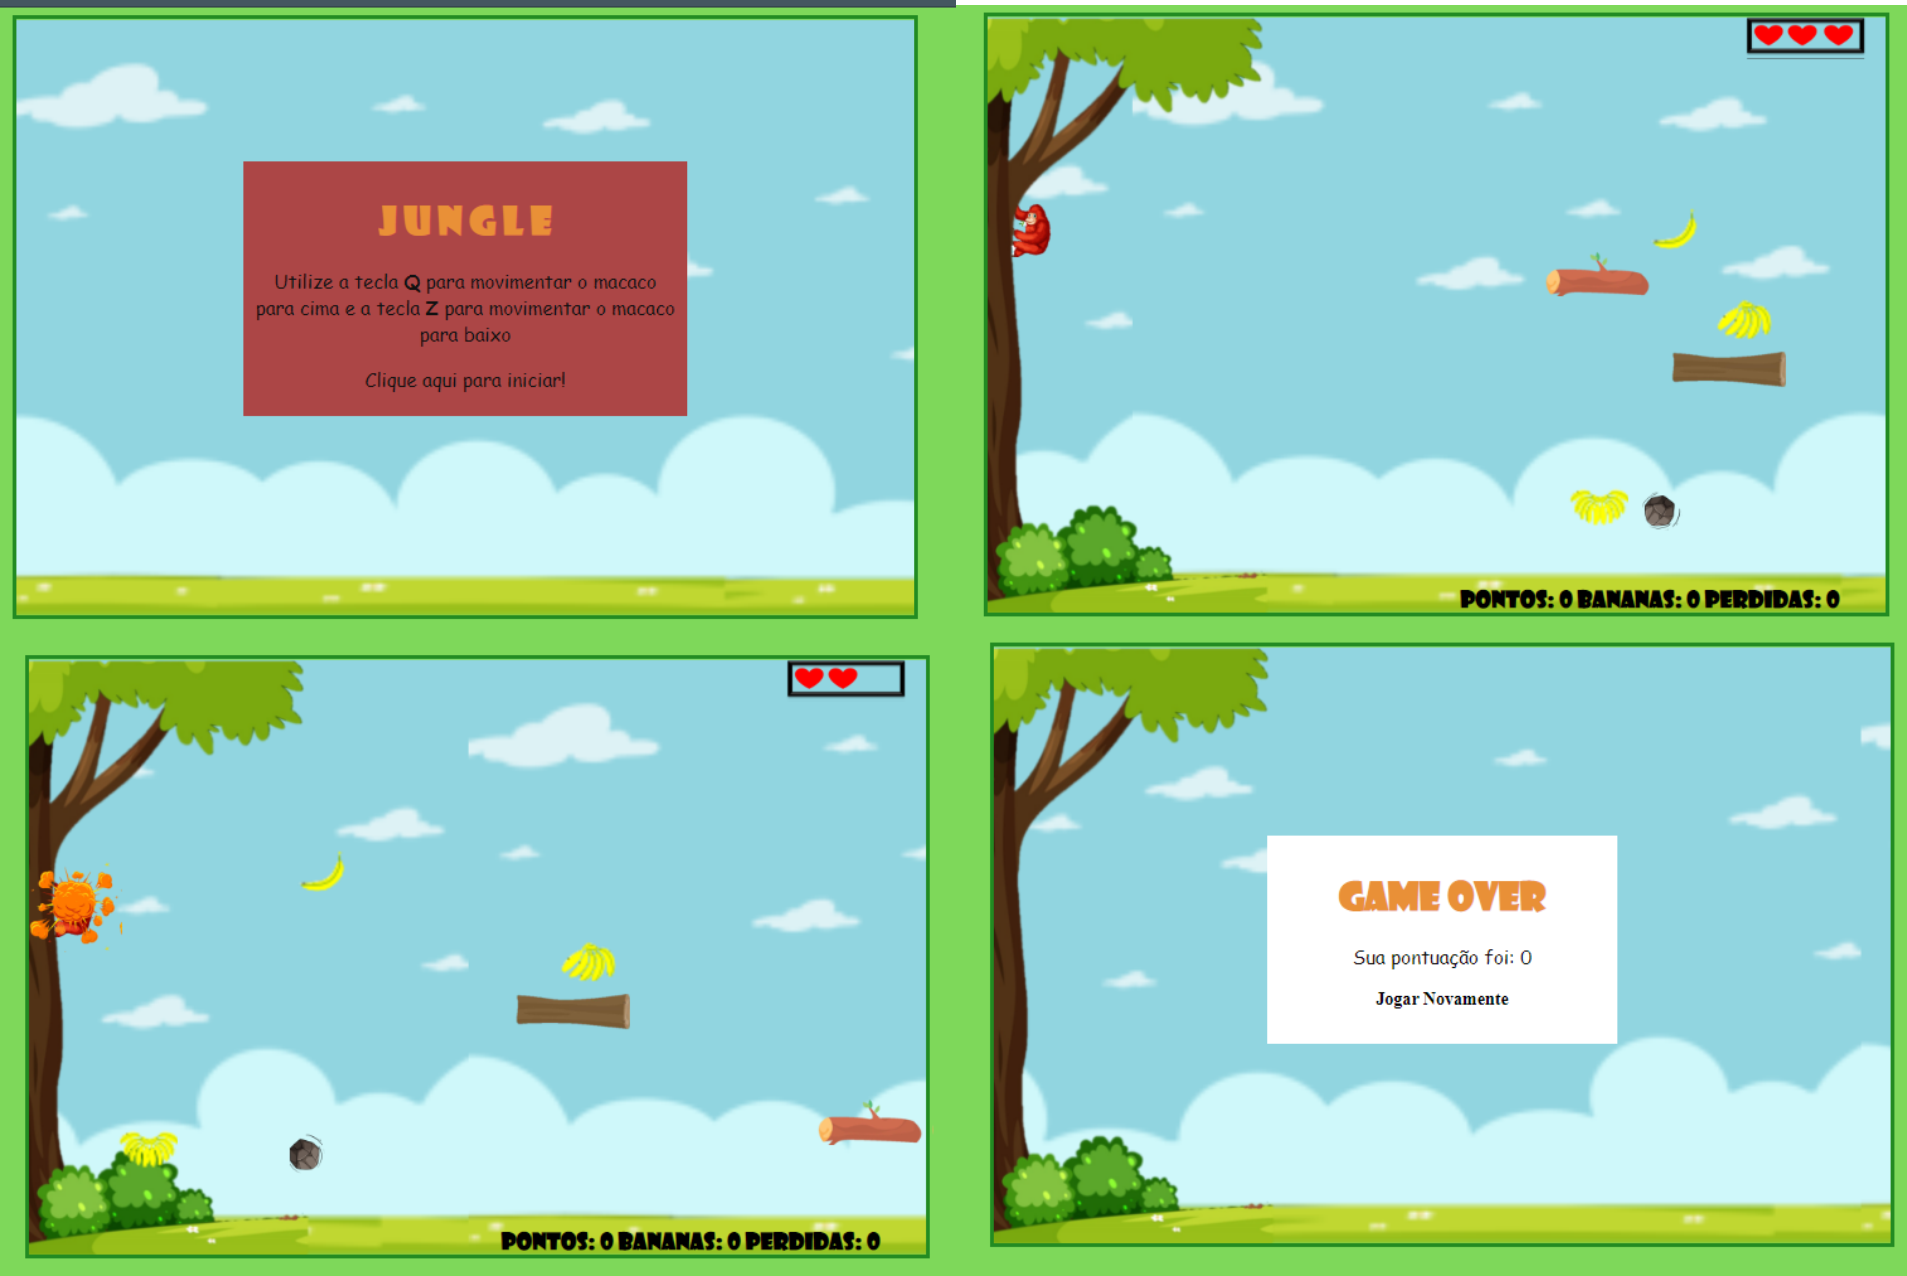 JUNGLE
Utilize a tecla Q para movimentar o macaco
para cima e a tecla Z para movimentar o macaco
para baixo
Clique aqui para iniciar!
PONTOS: 0 BANANAS: 0 PERDIDAS: 0
PONTOS: 0 BANANAS: 0 PERDIDAS: 0
GAME OVER
Sua pontuação foi: 0
Jogar Novamente